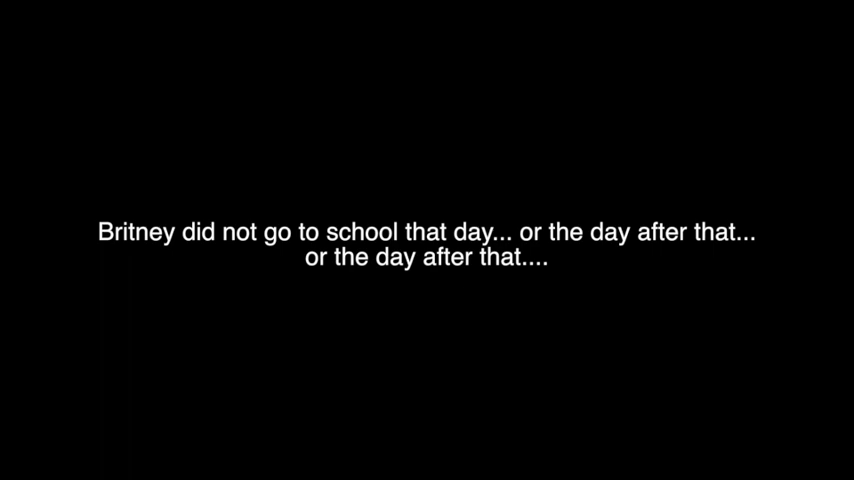 Britney did not go to school that day... or the day after that...
or the day after that....